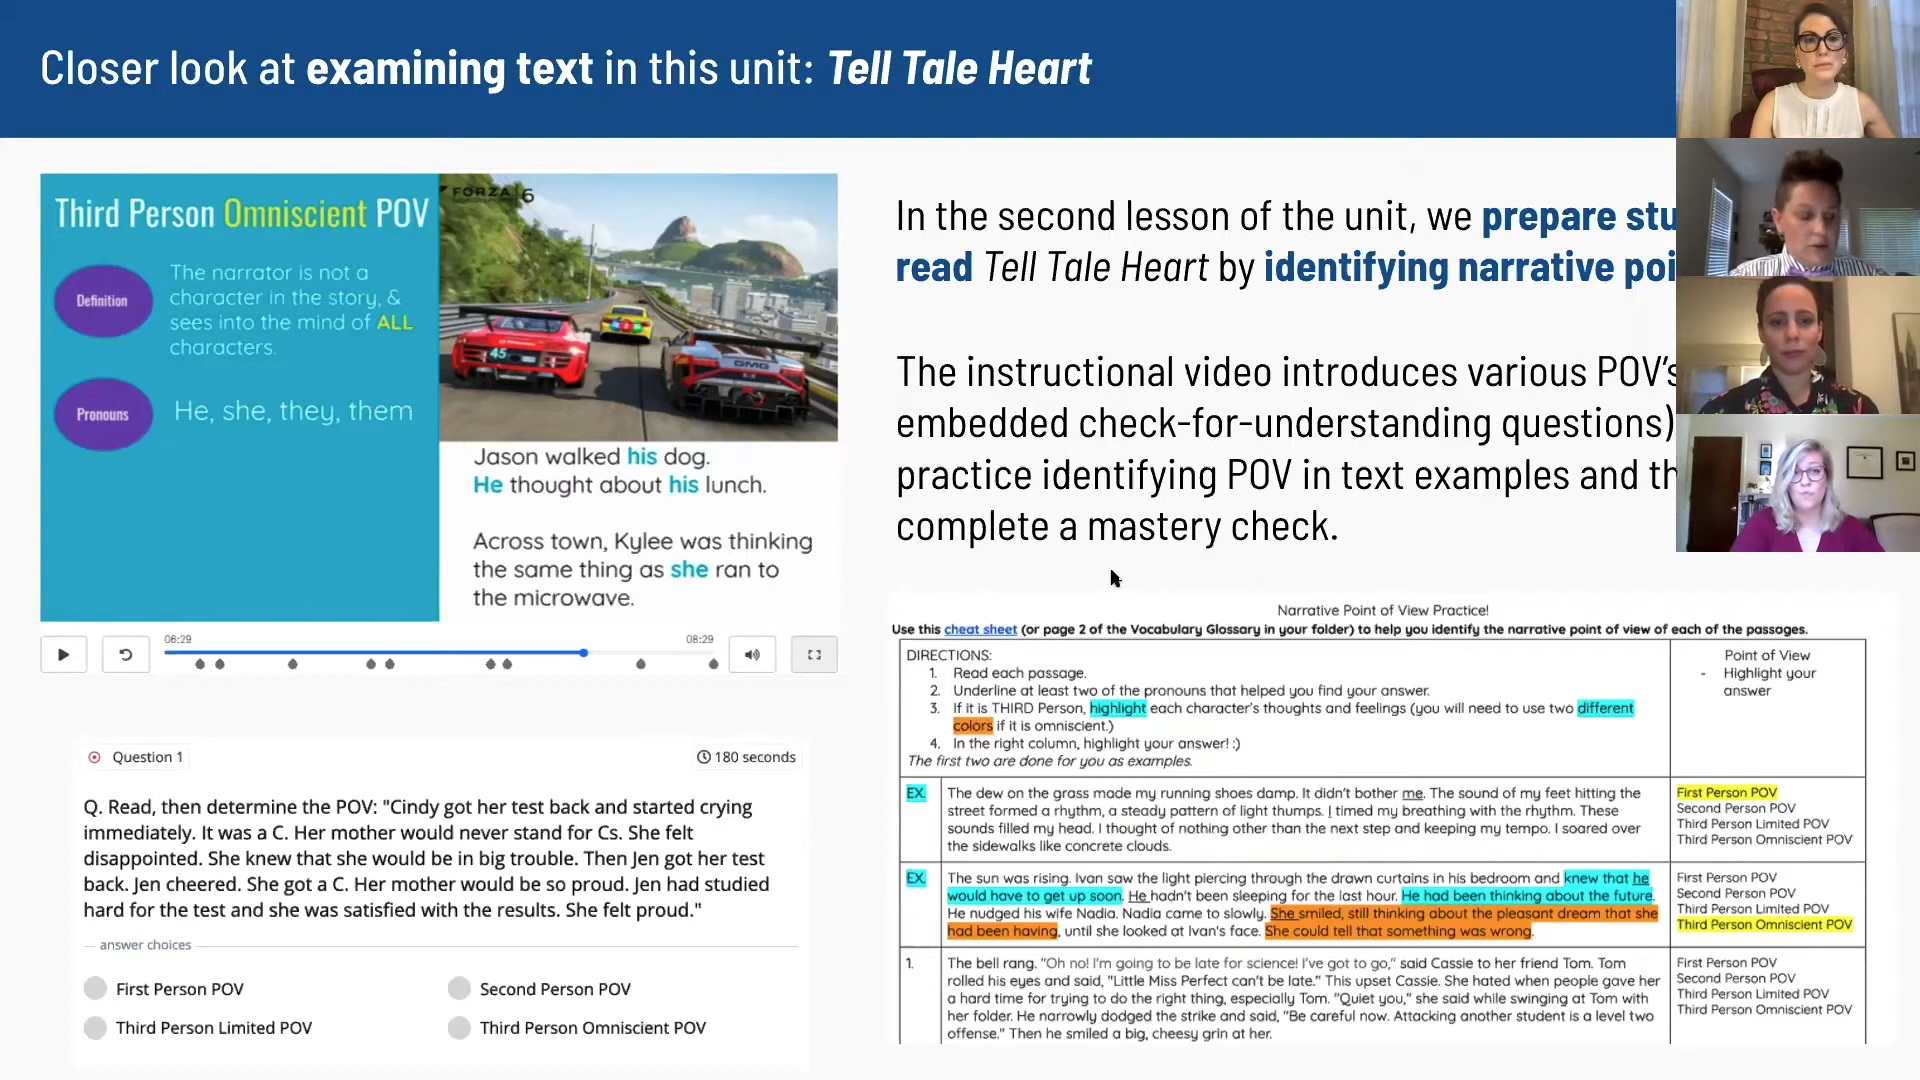 Closer look at examining text in this unit: Tell Tale Heart
Third Person Omniscient POV
Definition
The narrator is not a
character in the story, &
sees into the mind of ALL
characters.
Pronouns
He, she, they, them
FORZA 6
45
GMG
Jason walked his dog.
He thought about his lunch.
Across town, Kylee was thinking
the same thing as she ran to
the microwave.
06:29
08:29
In the second lesson of the unit, we prepare stu
read Tell Tale Heart by identifying narrative poi
The instructional video introduces various POV's
embedded check-for-understanding questions)
practice identifying POV in text examples and th
complete a mastery check.
Question 1
180 seconds
Q. Read, then determine the POV: "Cindy got her test back and started crying
immediately. It was a C. Her mother would never stand for Cs. She felt
disappointed. She knew that she would be in big trouble. Then Jen got her test
back. Jen cheered. She got a C. Her mother would be so proud. Jen had studied
hard for the test and she was satisfied with the results. She felt proud."
answer choices
First Person POV
Second Person POV
Third Person Limited POV
Third Person Omniscient POV
Narrative Point of View Practice!
Use this cheat sheet (or page 2 of the Vocabulary Glossary in your folder) to help you identify the narrative point of view of each of the passages.
DIRECTIONS:
1. Read each passage.
2. Underline at least two of the pronouns that helped you find your answer.
3. If it is THIRD Person, highlight each character's thoughts and feelings (you will need to use two different
colors if it is omniscient.)
4. In the right column, highlight your answer! :)
The first two are done for you as examples.
Point of View
- Highlight your
answer
EX.
The dew on the grass made my running shoes damp. It didn't bother me. The sound of my feet hitting the
street formed a rhythm, a steady pattern of light thumps. I timed my breathing with the rhythm. These
sounds filled my head. I thought of nothing other than the next step and keeping my tempo. I soared over
the sidewalks like concrete clouds.
First Person POV
Second Person POV
Third Person Limited POV
Third Person Omniscient POV
EX.
The sun was rising. Ivan saw the light piercing through the drawn curtains in his bedroom and knew that he
would have to get up soon. He hadn't been sleeping for the last hour. He had been thinking about the future.
He nudged his wife Nadia. Nadia came to slowly. She smiled, still thinking about the pleasant dream that she
had been having, until she looked at Ivan's face. She could tell that something was wrong.
First Person POV
Second Person POV
Third Person Limited POV
Third Person Omniscient POV
1.
The bell rang. "Oh no! I'm going to be late for science! I've got to go," said Cassie to her friend Tom. Tom
rolled his eyes and said, "Little Miss Perfect can't be late." This upset Cassie. She hated when people gave her
a hard time for trying to do the right thing, especially Tom. "Quiet you," she said while swinging at Tom with
her folder. He narrowly dodged the strike and said, "Be careful now. Attacking another student is a level two
offense." Then he smiled a big, cheesy grin at her.
First Person POV
Second Person POV
Third Person Limited POV
Third Person Omniscient POV